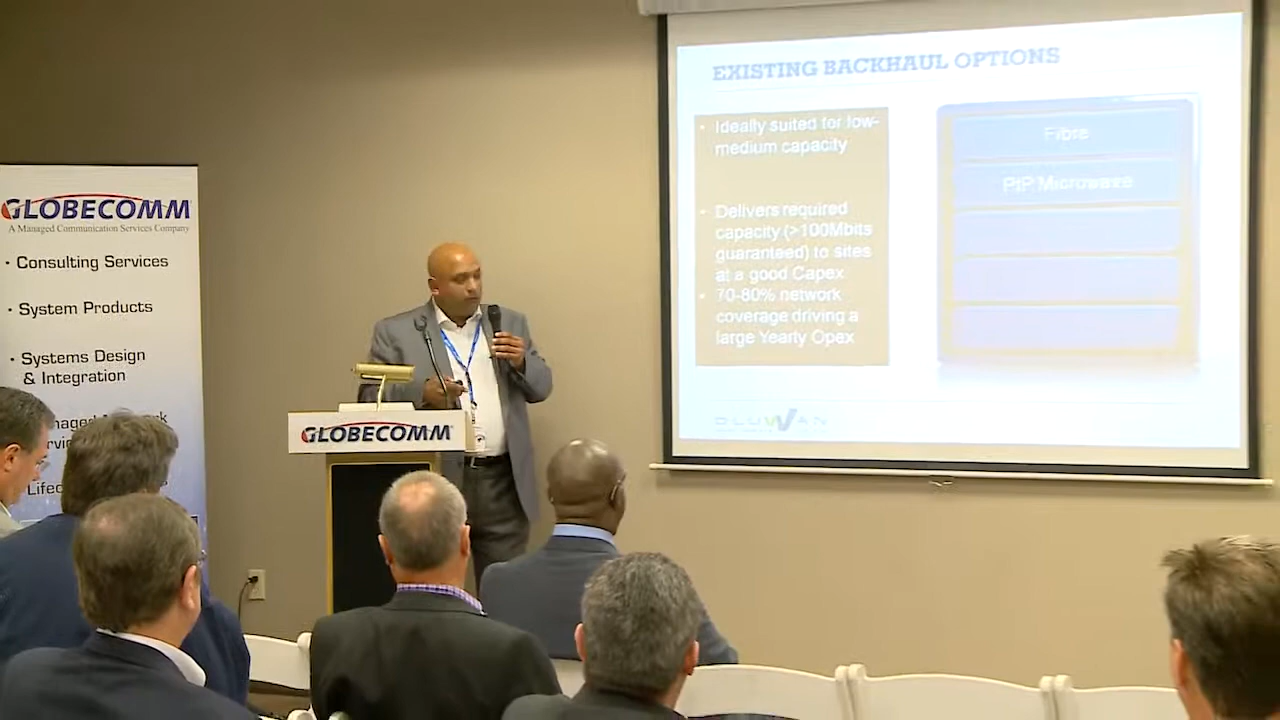 GLOBECOMM
A Managed Communication Services Company
· Consulting Services
· System Products
· Systems Design
& Integration
GLOBECOMM
EXISTING BACKHAUL OPTIONS
• Ideally suited for low-
medium capacity
• Delivers required
capacity (>100Mbits
guaranteed) to sites
at a good Capex
• 70-80% network
coverage driving a
large Yearly Opex
Fibre
PtP Microwave
BLUWAN